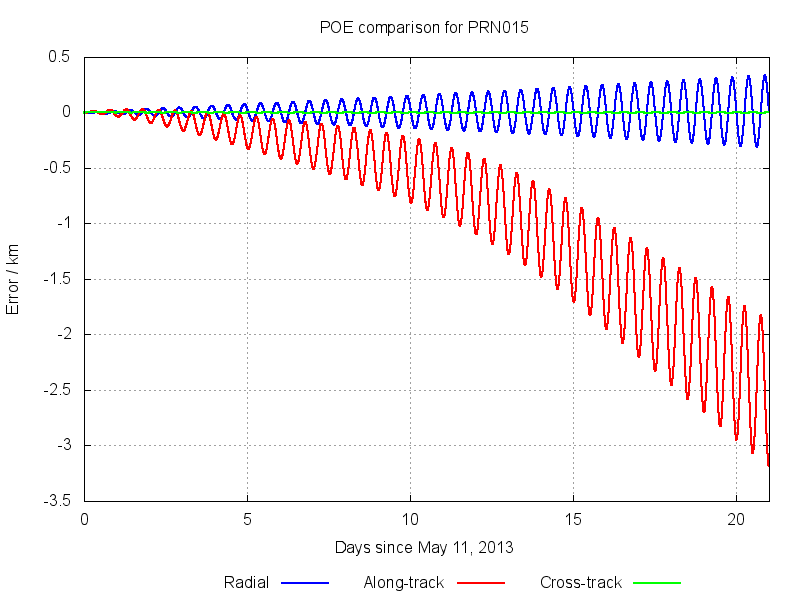 POE comparison for PRN015
0.5
0
-0.5
-1
-1.5
-2
-2.5
-3
-3.5
Error / km
0 5 10 15 20
Days since May 11, 2013
Radial Along-track Cross-track